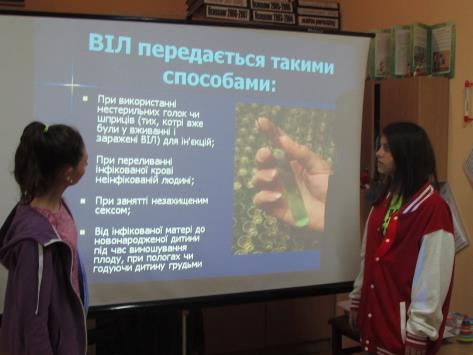 ВІЛ передається такими
способами:
При використанні
нестерильних голок чи
шприців (тих, котрі вже
були у вживанні і
заражені ВІЛ) для ін'єкцій;
При переливанні
інфікованої крові
неінфікованій людині;
При занятті незахищеним
сексом;
Від інфікованої матері до
новонародженої дитини
під час виношування
плоду, при пологах чи
годуючи дитину грудьми